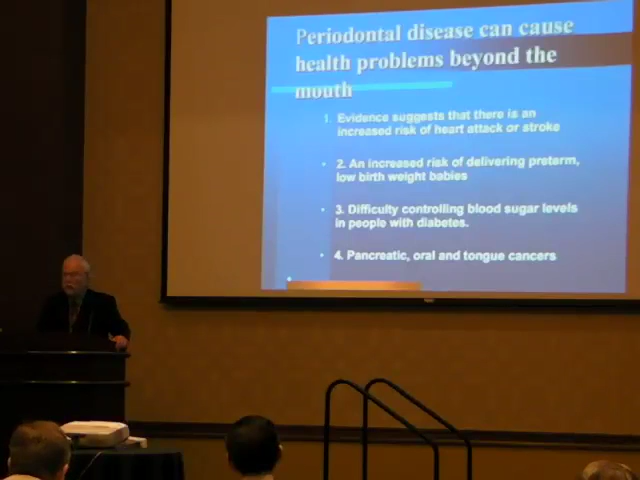 Periodontal disease can cause
health problems beyond the
mouth
1. Evidence suggests that there is an
increased risk of heart attack or stroke
• 2. An increased risk of delivering preterm,
low birth weight babies
• 3. Difficulty controlling blood sugar levels
in people with diabetes.
• 4. Pancreatic, oral and tongue cancers